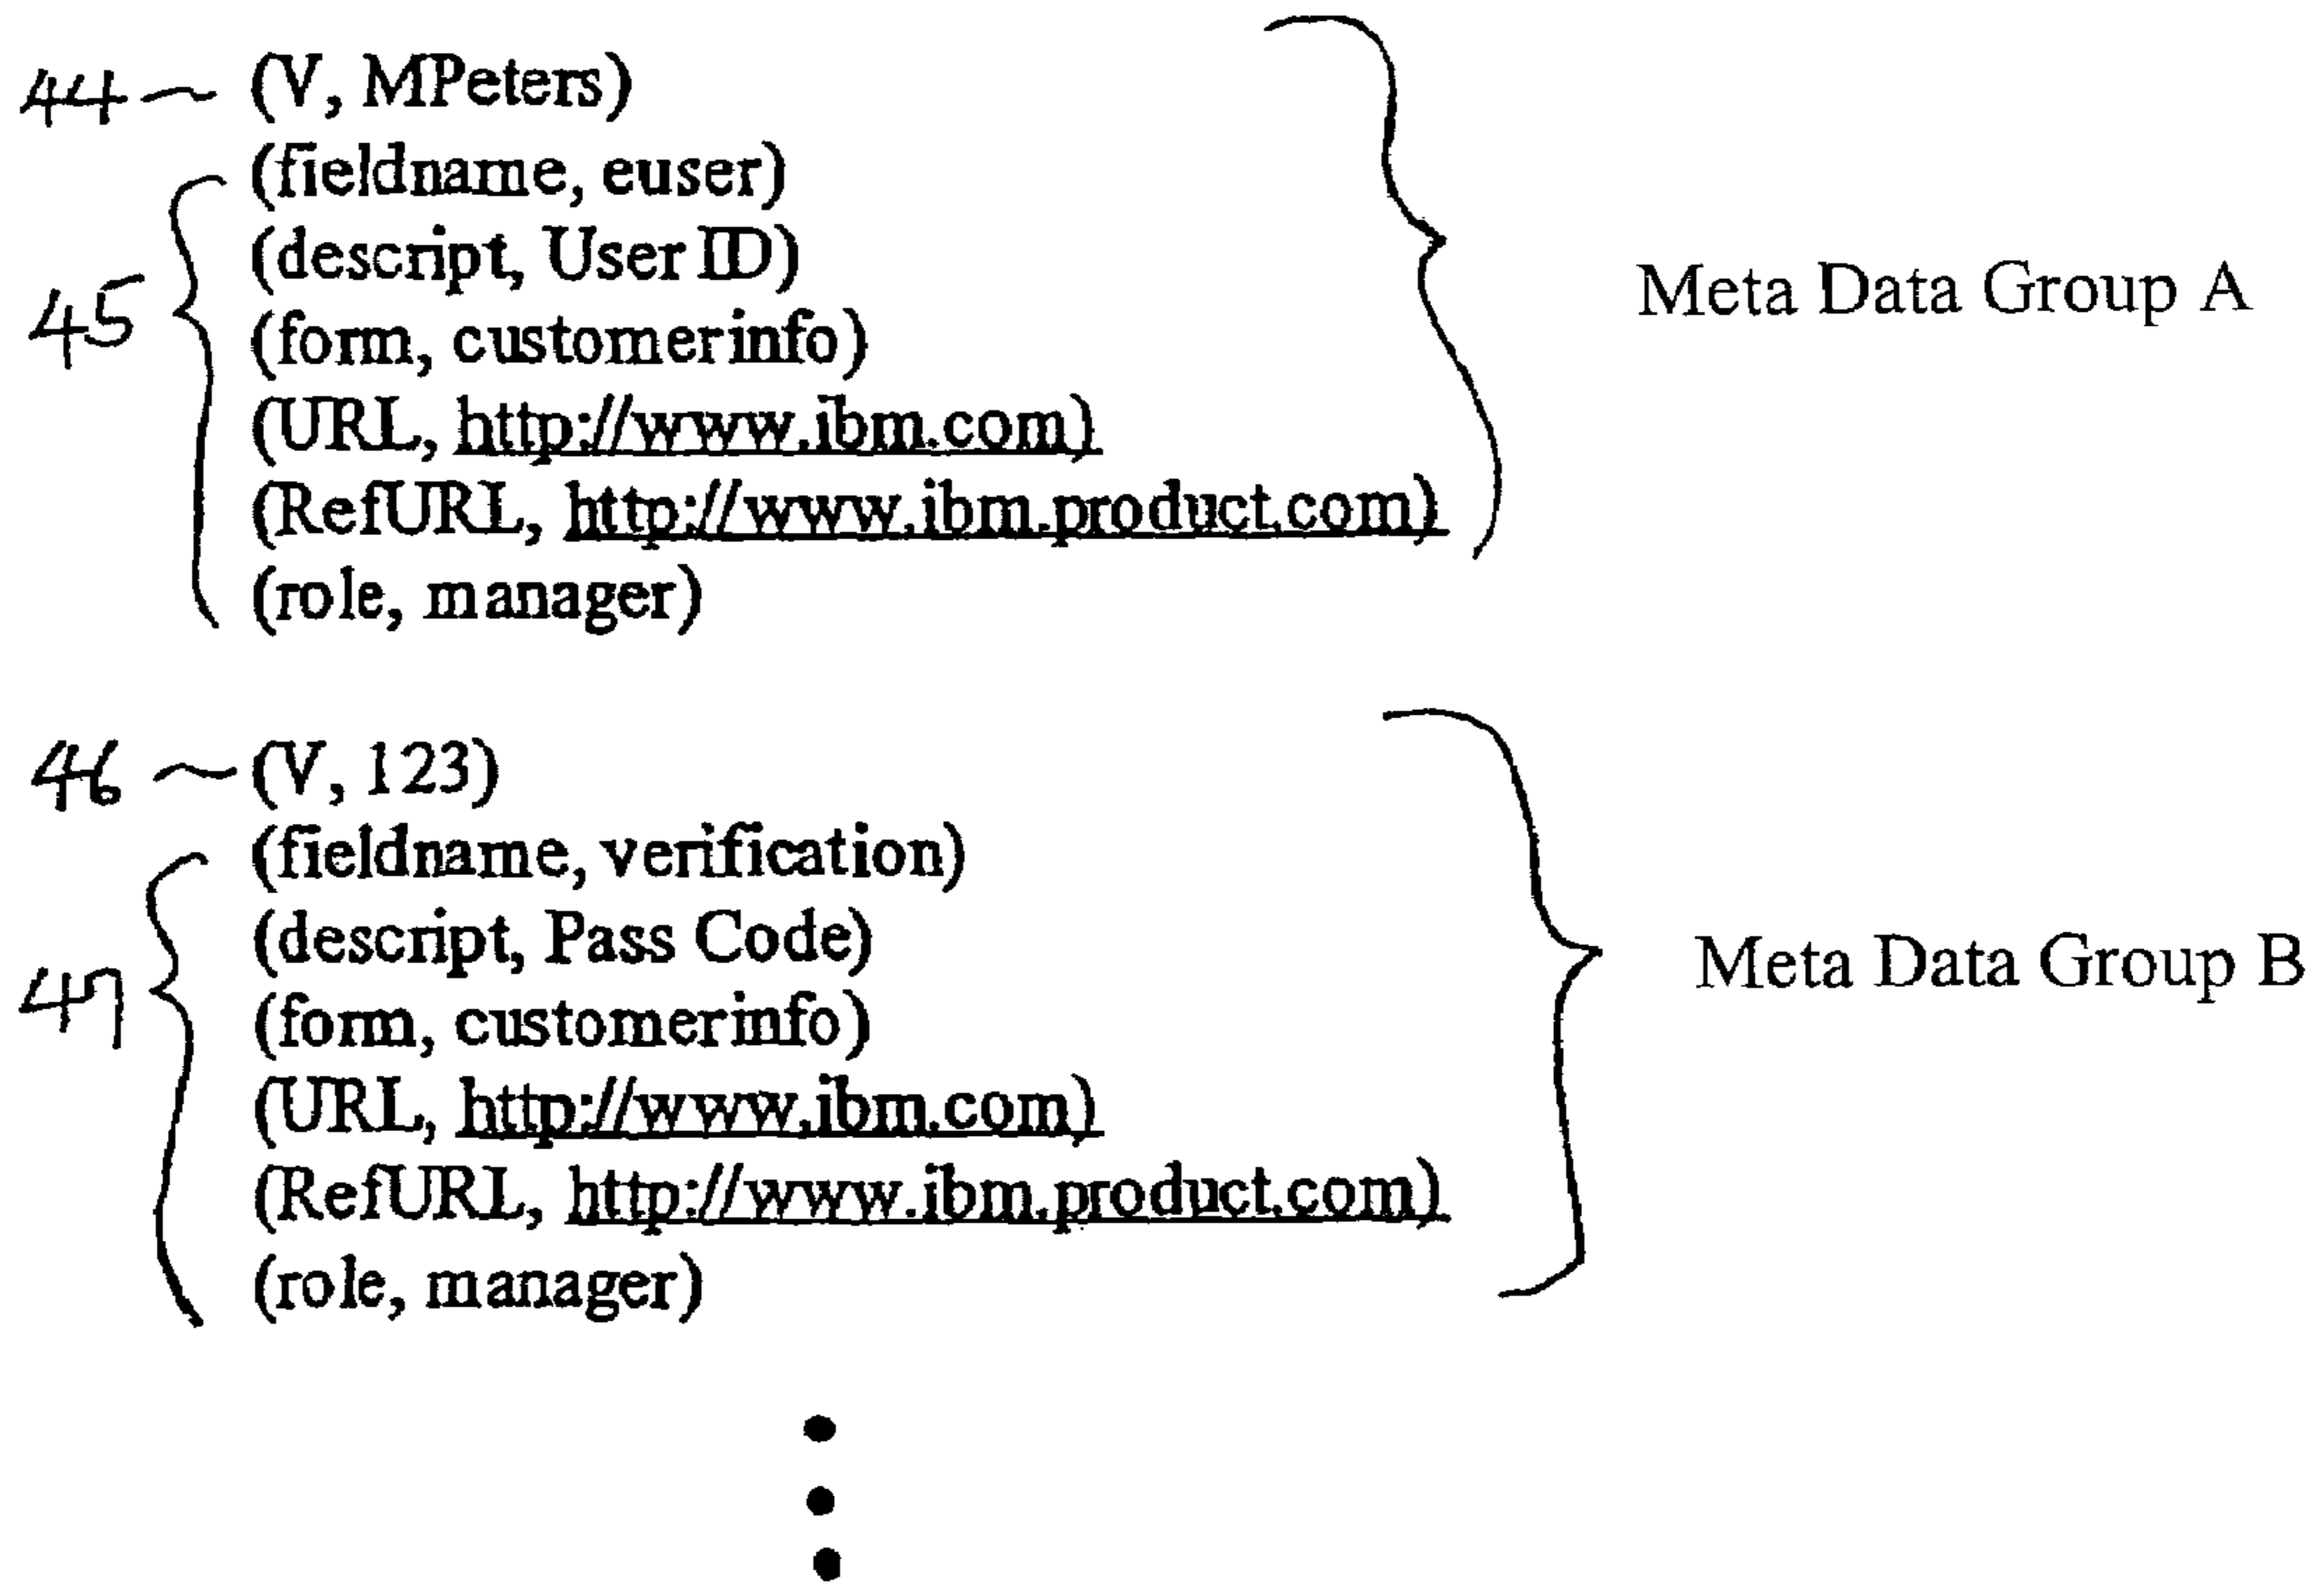 44 (V, MPeters)
(fieldname, euser)
(descript, User ID)
45 (form, customerinfo)
(URL, http://www.ibm.com)
(RefURL, http://www.ibm.product.com)
(role, manager)
Meta Data Group A
46 (V, 123)
(fieldname, verification)
(descript, Pass Code)
47 (form, customerinfo)
(URL, http://www.ibm.com)
(RefURL, http://www.ibm.product.com)
(role, manager)
Meta Data Group B